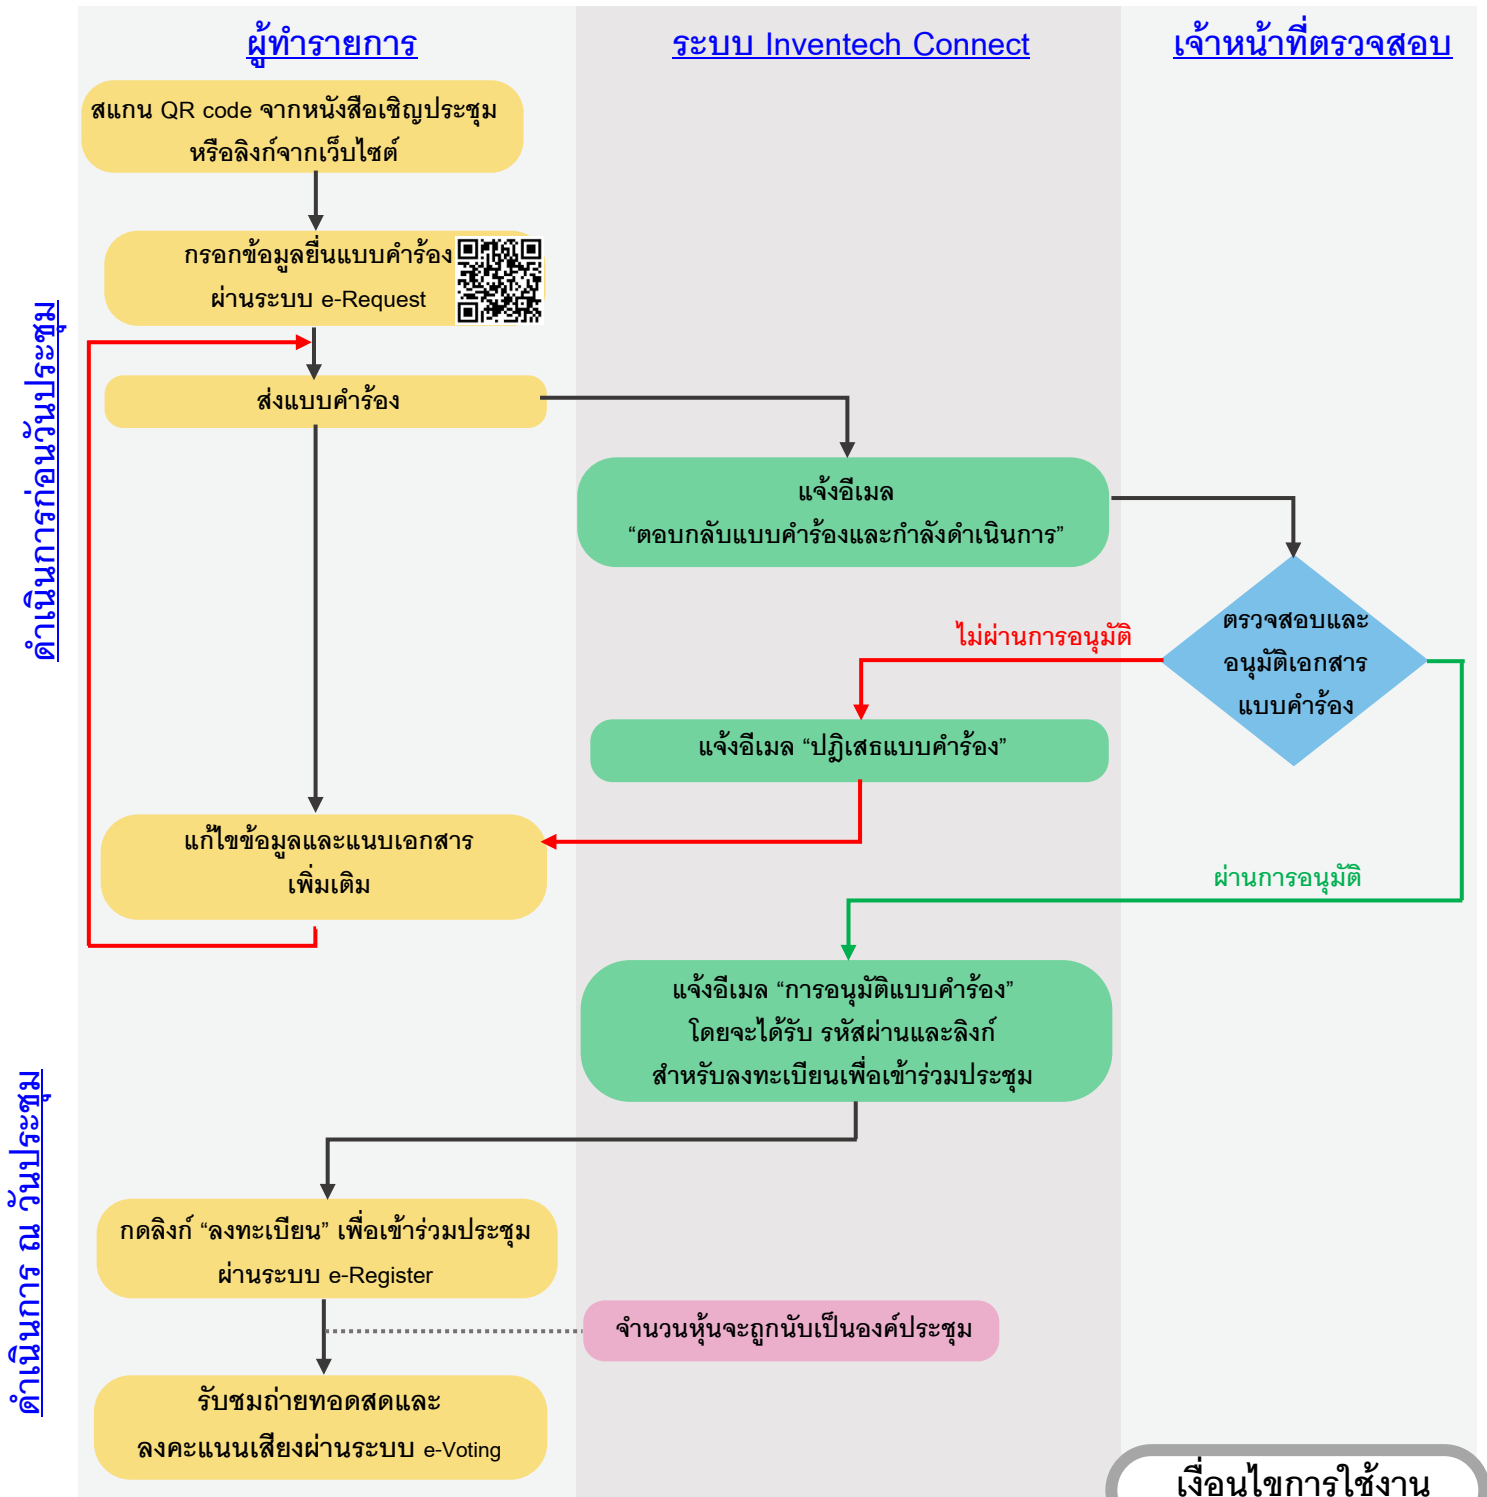 ผู้ทำรายการ
ระบบ Inventech Connect
เจ้าหน้าที่ตรวจสอบ
ดำเนินการก่อนวันประชุม
สแกน QR code จากหนังสือเชิญประชุม
หรือลิงก์จากเว็บไซต์
กรอกข้อมูลยื่นแบบคำร้อง
ผ่านระบบ e-Request
ส่งแบบคำร้อง
แจ้งอีเมล
“ตอบกลับแบบคำร้องและกำลังดำเนินการ”
ตรวจสอบและ
อนุมัติเอกสาร
แบบคำร้อง
ไม่ผ่านการอนุมัติ
แจ้งอีเมล “ปฏิเสธแบบคำร้อง”
แก้ไขข้อมูลและแนบเอกสาร
เพิ่มเติม
ผ่านการอนุมัติ
แจ้งอีเมล “การอนุมัติแบบคำร้อง”
โดยจะได้รับ รหัสผ่านและลิงก์
สำหรับลงทะเบียนเพื่อเข้าร่วมประชุม
ดำเนินการ ณ วันประชุม
กดลิงก์ “ลงทะเบียน” เพื่อเข้าร่วมประชุม
ผ่านระบบ e-Register
จำนวนหุ้นจะถูกนับเป็นองค์ประชุม
รับชมถ่ายทอดสดและ
ลงคะแนนเสียงผ่านระบบ e-Voting
เงื่อนไขการใช้งาน